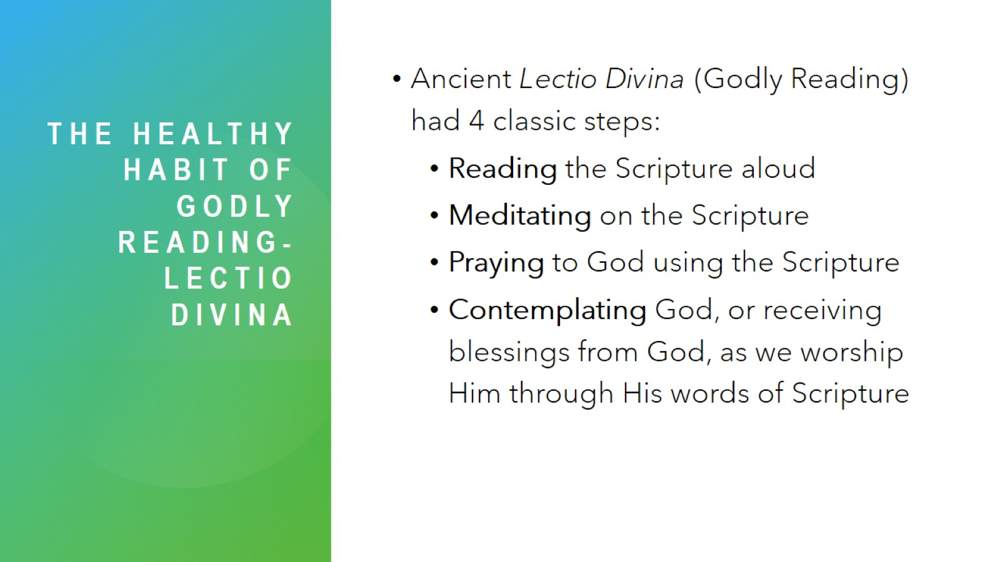 THE HEALTHY
HABIT OF
GODLY
READING-
LECTIO
DIVINA
• Ancient Lectio Divina (Godly Reading)
had 4 classic steps:
• Reading the Scripture aloud
• Meditating on the Scripture
• Praying to God using the Scripture
• Contemplating God, or receiving
blessings from God, as we worship
Him through His words of Scripture